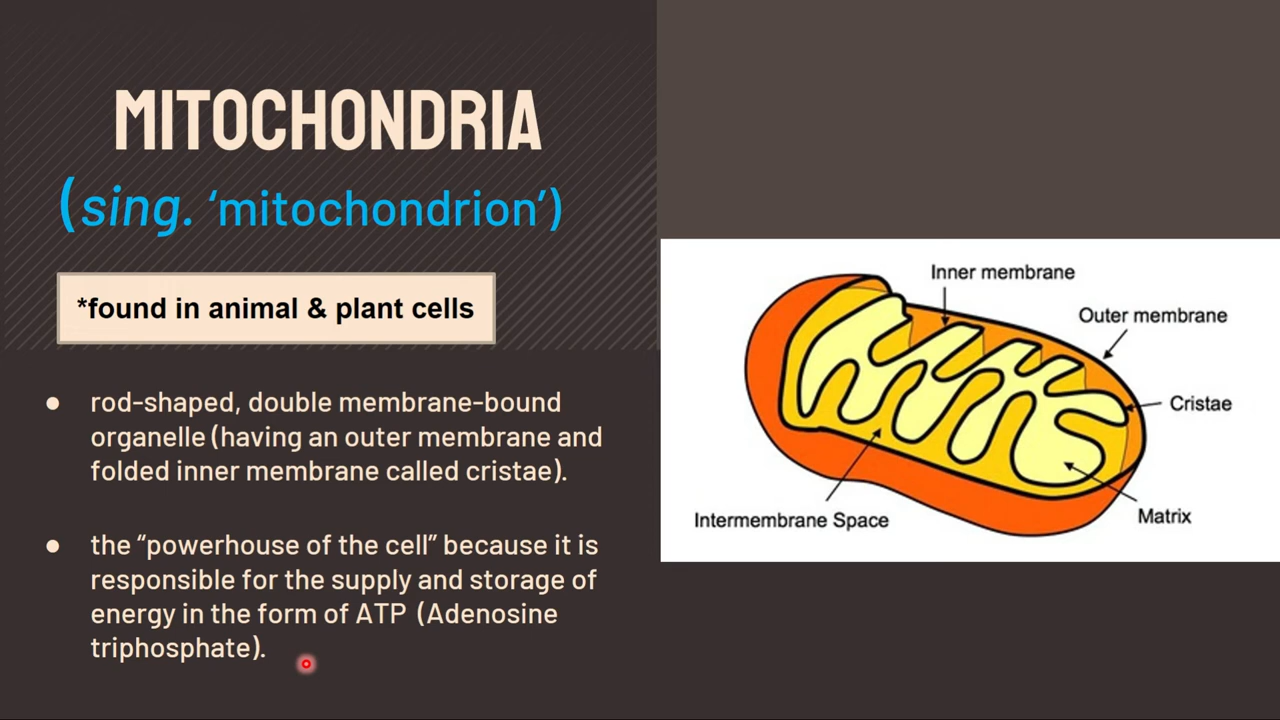 MITOCHONDRIA
(sing. ‘mitochondrion’)
*found in animal & plant cells
● rod-shaped, double membrane-bound
organelle (having an outer membrane and
folded inner membrane called cristae).
● the “powerhouse of the cell” because it is
responsible for the supply and storage of
energy in the form of ATP (Adenosine
triphosphate).
Inner membrane
Outer membrane
Cristae
Matrix
Intermembrane Space